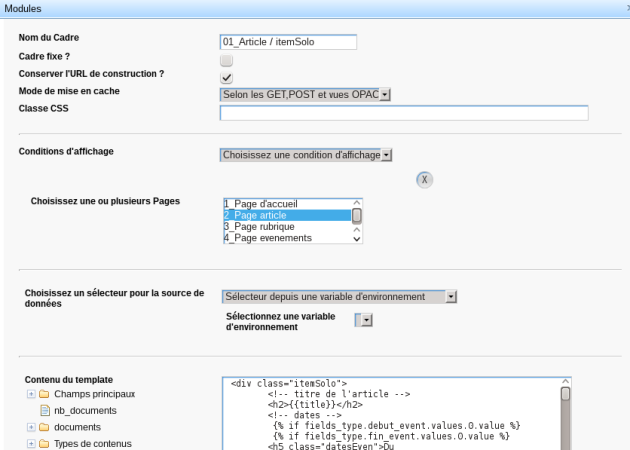 Modules
Nom du Cadre
01_Article / itemSolo
Cadre fixe ?
Conserver l'URL de construction ?
Mode de mise en cache
Selon les GET,POST et vues OPAC
Classe CSS
Conditions d'affichage
Choisissez une condition d'affichage
X
Choisissez une ou plusieurs Pages
1_Page d'accueil
2_Page article
3_Page rubrique
4_Page evenements
Choisissez un sélecteur pour la source de
données
Sélecteur depuis une variable d'environnement
Sélectionnez une variable
d'environnement
Contenu du template
Champs principaux
nb_documents
documents
Types de contenus
<div class="itemSolo">
<!-- titre de l'article -->
<h2>{{title}}</h2>
<!-- dates -->
{% if fields_type.debut_event.values.0.value %}
{% if fields_type.fin_event.values.0.value %}
<h5 class="datesEven">Du